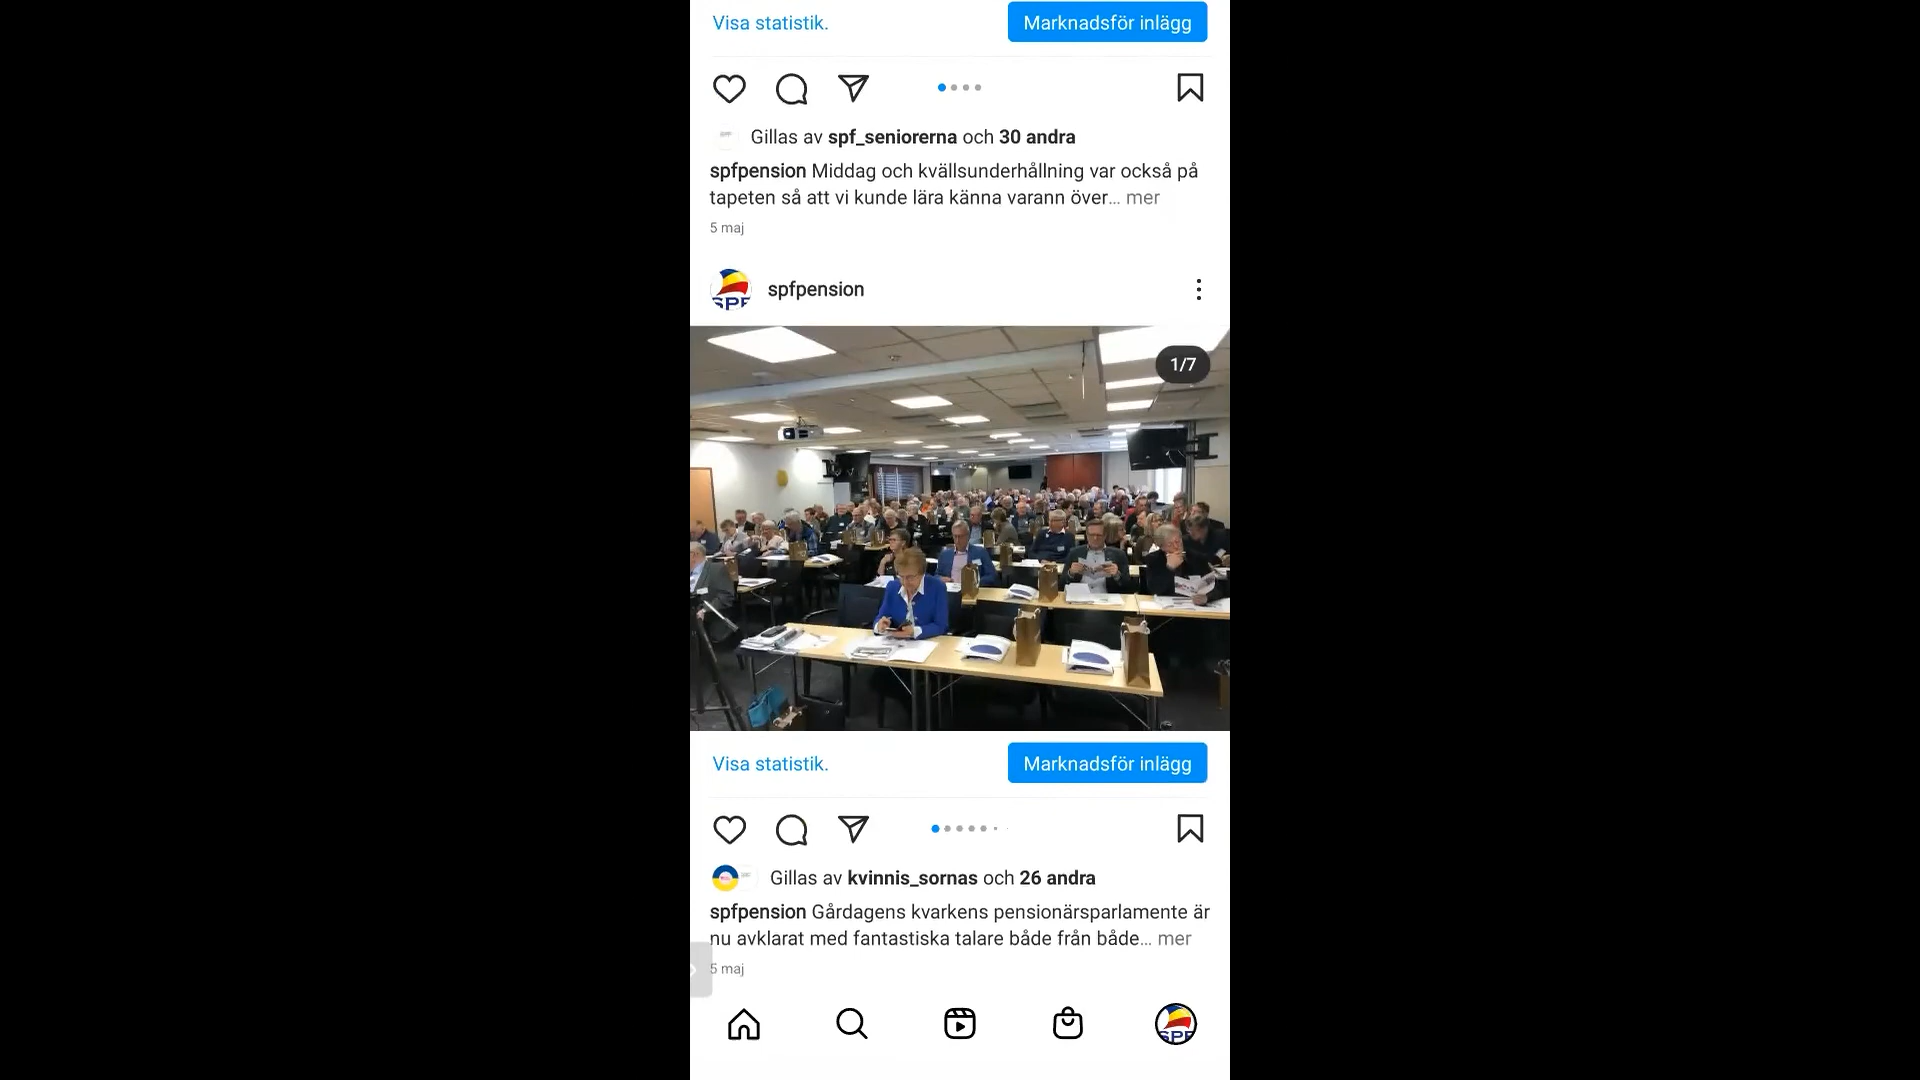 Visa statistik.
Marknadsför inlägg
Gillas av spf_seniorerna och 30 andra
spfpension Middag och kvällsunderhållning var också på
tapeten så att vi kunde lära känna varann över... mer
5 maj
SPF
spfpension
1/7
Visa statistik.
Marknadsför inlägg
Gillas av kvinnis_sornas och 26 andra
spfpension Gårdagens kvarkens pensionärsparlamente är
nu avklarat med fantastiska talare både från både... mer
5 maj
SPF